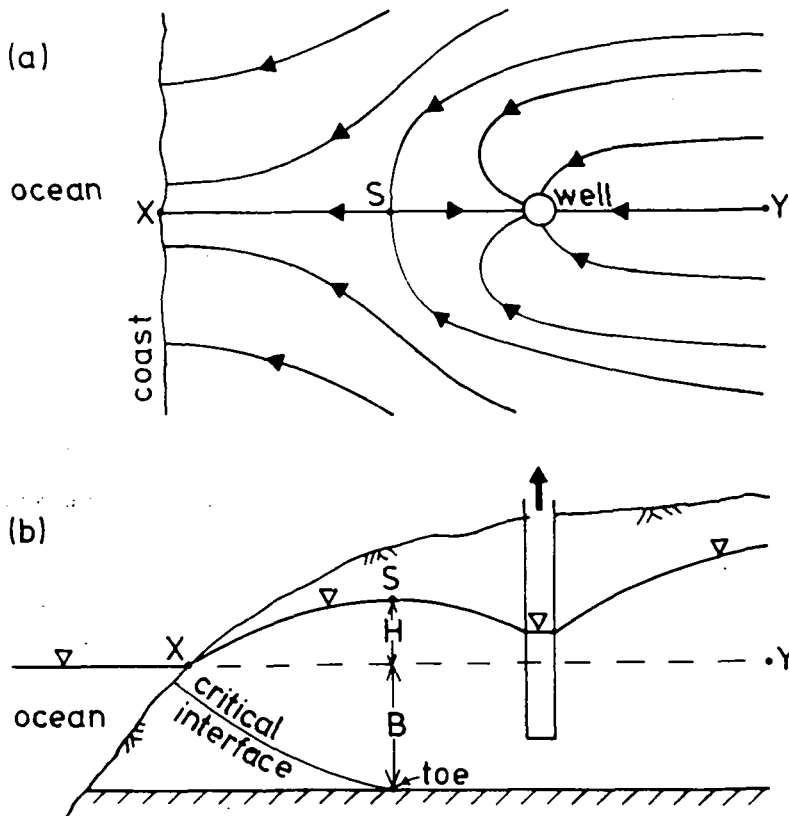 (a)
ocean
X
S
well
Y
coast
(b)
S
X
H
Y
critical
interface
ocean
B
toe